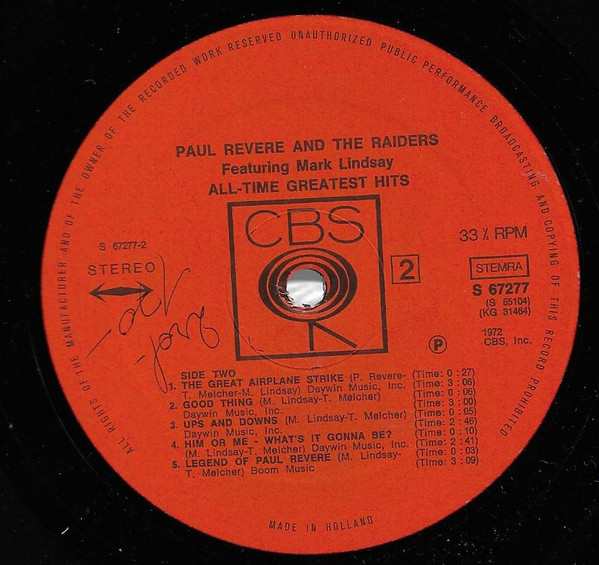 ALL RIGHTS OF THE MANUFACTURER AND OF THE OWNER OF THE RECORDED WORK RESERVED UNAUTHORIZED PUBLIC PERFORMANCE BROADCASTING AND COPYING OF THIS RECORD PROHIBITED
PAUL REVERE AND THE RAIDERS
Featuring Mark Lindsay
ALL-TIME GREATEST HITS
CBS
S 67277-2
STEREO
33 ⅓ RPM
2
STEMRA
S 67277
(S 65104)
(KG 31464)
P
1972
CBS, Inc.
SIDE TWO (Time: 0 : 27)
1. THE GREAT AIRPLANE STRIKE (P. Revere- (Time: 3 : 06)
T. Melcher-M. Lindsay) Daywin Music, Inc. (Time: 0 : 06)
2. GOOD THING (M. Lindsay-T. Melcher) (Time: 3 : 00)
Daywin Music, Inc. (Time: 0 : 05)
3. UPS AND DOWNS (M. Lindsay-T. Melcher) (Time: 2 : 46)
Daywin Music, Inc. (Time: 0 : 10)
4. HIM OR ME - WHAT'S IT GONNA BE? (Time: 2 : 41)
(M. Lindsay-T. Melcher) Daywin Music, Inc. (Time: 0 : 03)
5. LEGEND OF PAUL REVERE (M. Lindsay- (Time: 3 : 09)
T. Melcher) Boom Music
MADE IN HOLLAND